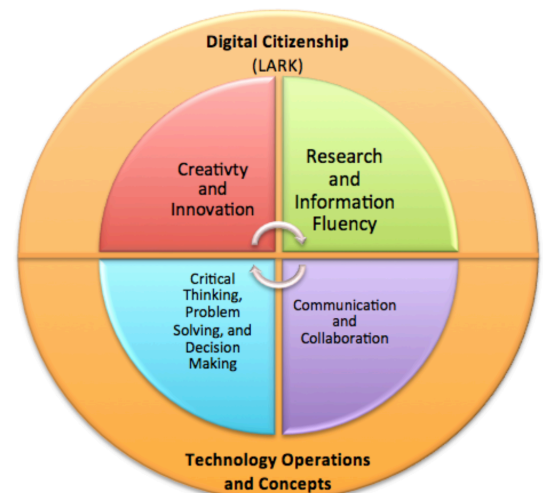 Digital Citizenship
(LARK)
Creativty
and
Innovation
Research
and
Information
Fluency
Critical
Thinking,
Problem
Solving, and
Decision
Making
Communication
and
Collaboration
Technology Operations
and Concepts